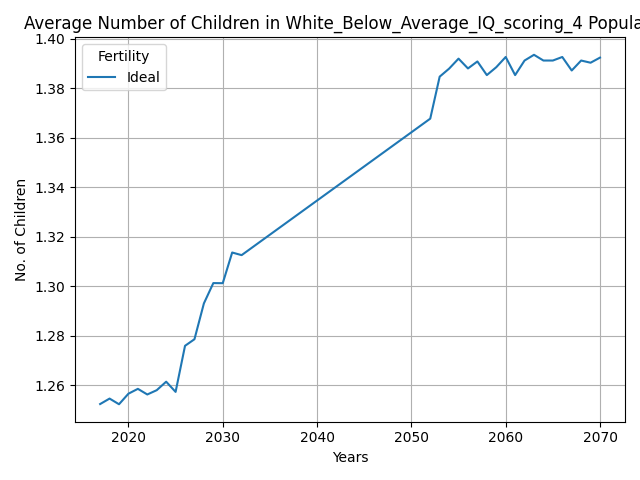 Average Number of Children in White_Below_Average_IQ_scoring_4 Popula
Fertility
Ideal
1.40
1.38
1.36
1.34
1.32
1.30
1.28
1.26
No. of Children
2020 2030 2040 2050 2060 2070
Years